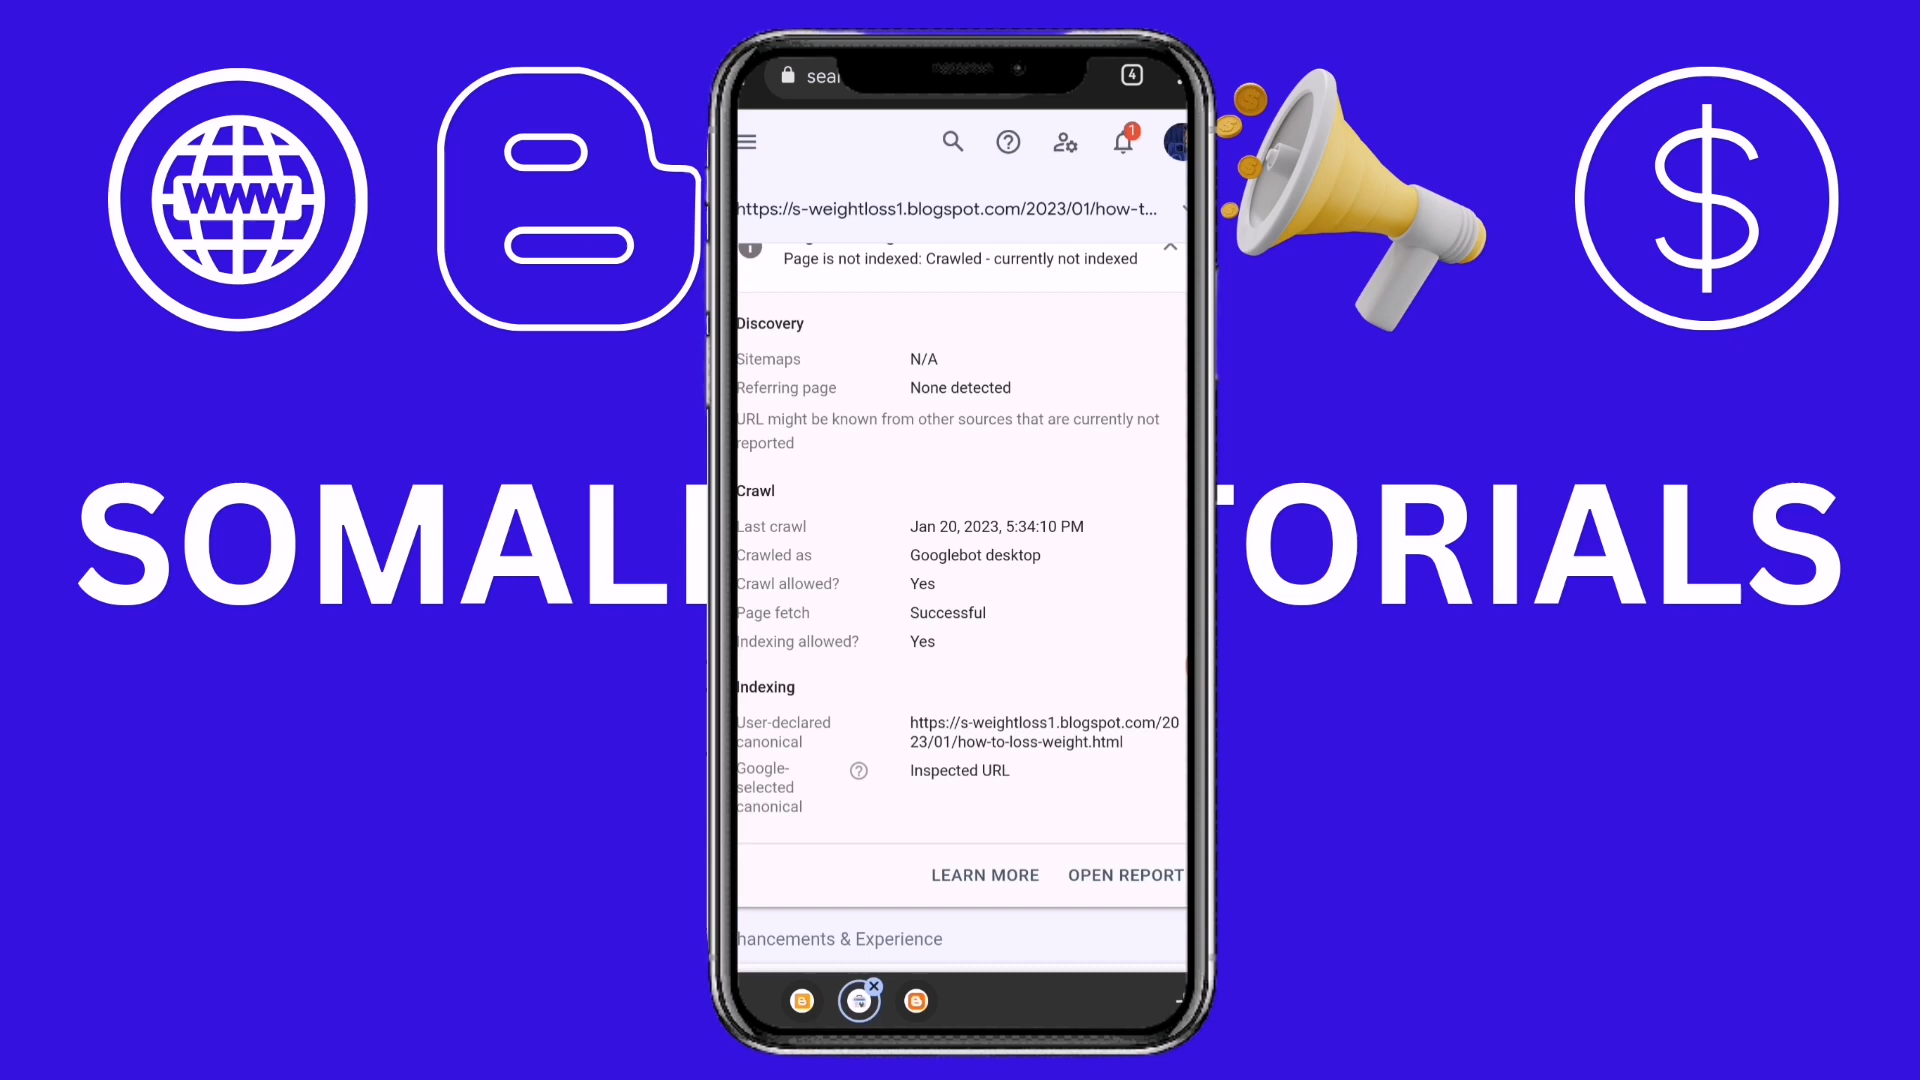 WWW
4
1
https://s-weightloss1.blogspot.com/2023/01/how-t...
Page is not indexed: Crawled - currently not indexed
Discovery
Sitemaps N/A
Referring page None detected
URL might be known from other sources that are currently not
reported
Crawl
Last crawl Jan 20, 2023, 5:34:10 PM
Crawled as Googlebot desktop
Crawl allowed? Yes
Page fetch Successful
Indexing allowed? Yes
Indexing
User-declared
canonical
https://s-weightloss1.blogspot.com/20
23/01/how-to-loss-weight.html
Google-
selected
canonical
Inspected URL
LEARN MORE OPEN REPORT
hancements & Experience
SOMALI TORIALS